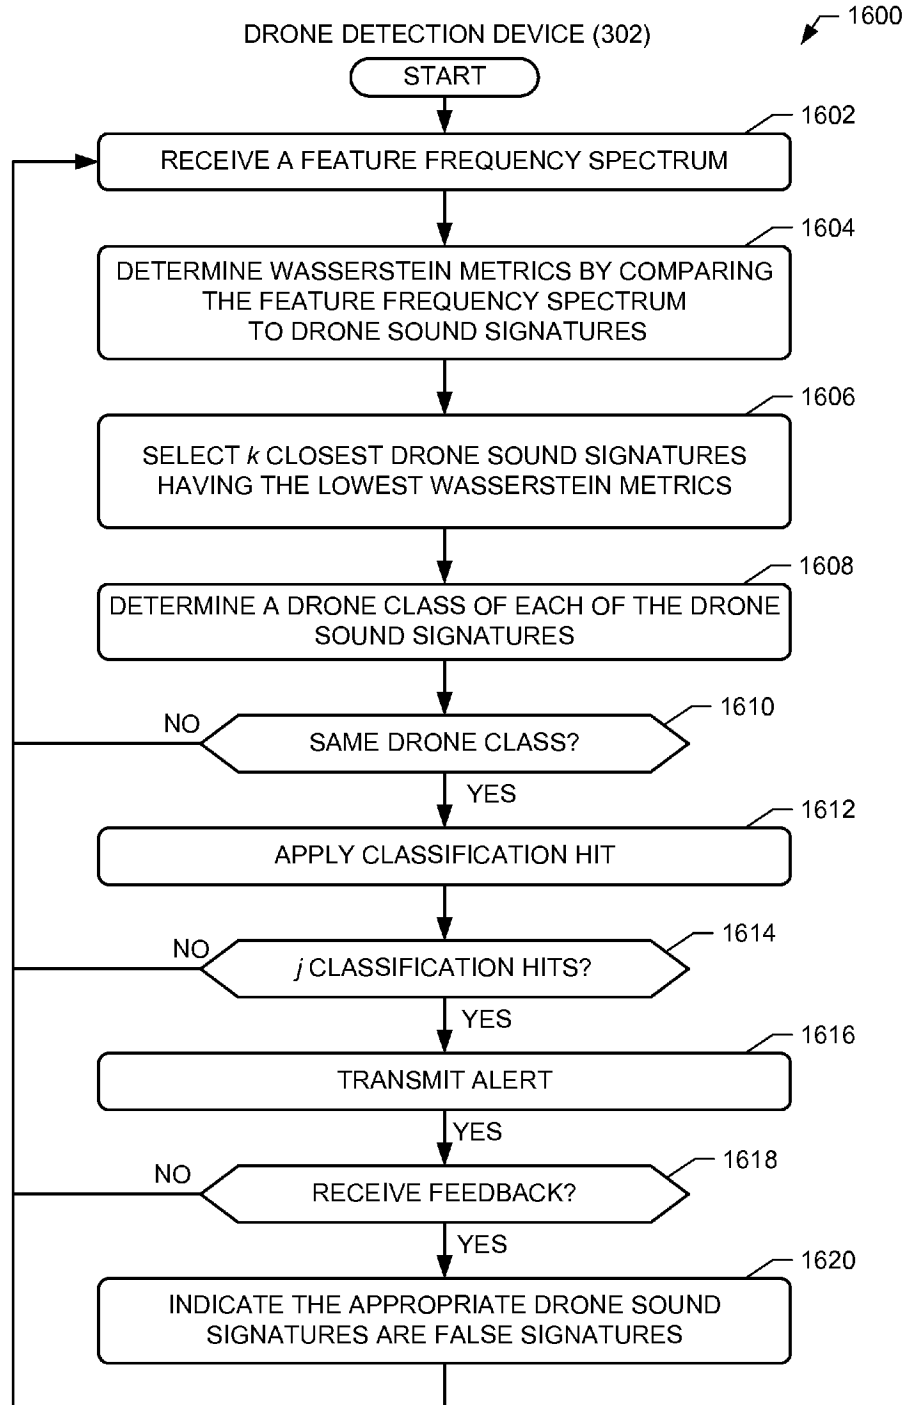 1600
DRONE DETECTION DEVICE (302)
START
1602
RECEIVE A FEATURE FREQUENCY SPECTRUM
1604
DETERMINE WASSERSTEIN METRICS BY COMPARING
THE FEATURE FREQUENCY SPECTRUM
TO DRONE SOUND SIGNATURES
1606
SELECT k CLOSEST DRONE SOUND SIGNATURES
HAVING THE LOWEST WASSERSTEIN METRICS
1608
DETERMINE A DRONE CLASS OF EACH OF THE DRONE
SOUND SIGNATURES
1610
NO
SAME DRONE CLASS?
YES
1612
APPLY CLASSIFICATION HIT
1614
NO
j CLASSIFICATION HITS?
YES
1616
TRANSMIT ALERT
YES
1618
NO
RECEIVE FEEDBACK?
YES
1620
INDICATE THE APPROPRIATE DRONE SOUND
SIGNATURES ARE FALSE SIGNATURES